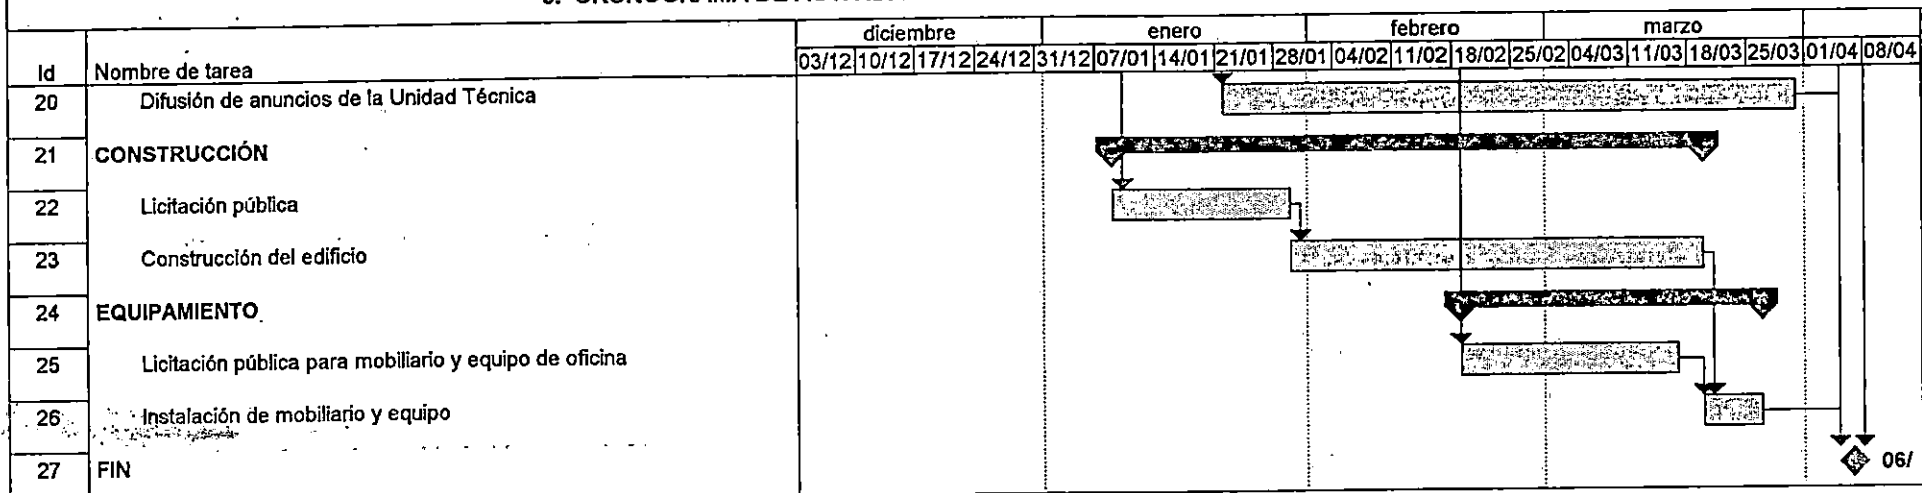 diciembre enero febrero marzo
Id Nombre de tarea 03/12 10/12 17/12 24/12 31/12 07/01 14/01 21/01 28/01 04/02 11/02 18/02 25/02 04/03 11/03 18/03 25/03 01/04 08/04
20 Difusión de anuncios de la Unidad Técnica
21 CONSTRUCCIÓN
22 Licitación pública
23 Construcción del edificio
24 EQUIPAMIENTO
25 Licitación pública para mobiliario y equipo de oficina
26 Instalación de mobiliario y equipo
27 FIN 06/